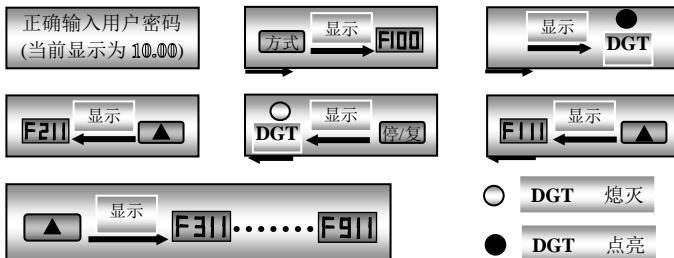 正确输入用户密码
(当前显示为 10.00)
方式 显示 F100
显示 DGT
F211 显示 ▲
DGT 显示 停/复
F111 显示 ▲
▲ 显示 F311·······F911
DGT 熄灭
DGT 点亮